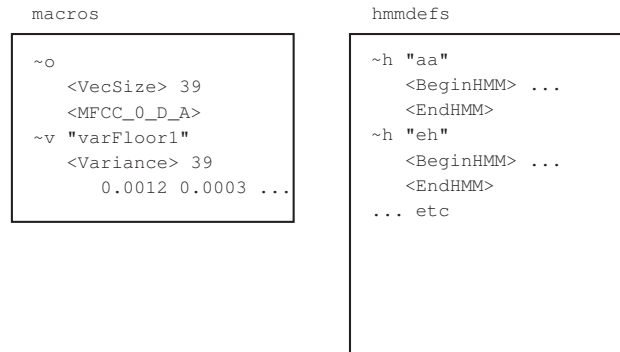 macros
~o
<VecSize> 39
<MFCC_0_D_A>
~v "varFloor1"
<Variance> 39
0.0012 0.0003 ...
hmmdefs
~h "aa"
<BeginHMM> ...
<EndHMM>
~h "eh"
<BeginHMM> ...
<EndHMM>
... etc